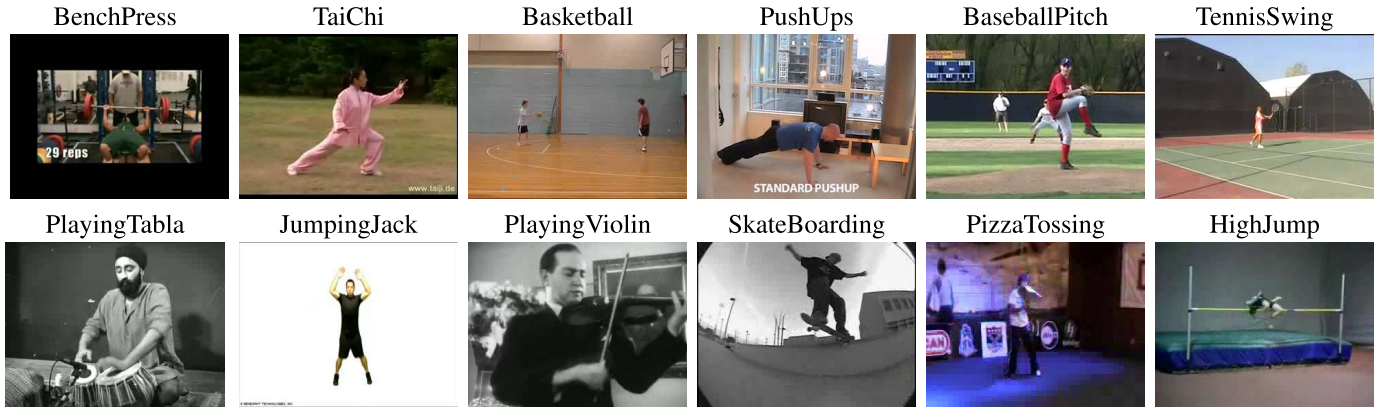 BenchPress TaiChi Basketball PushUps BaseballPitch TennisSwing
29 reps
www.taiji.de
STANDARD PUSHUP
PlayingTabla JumpingJack PlayingViolin SkateBoarding PizzaTossing HighJump